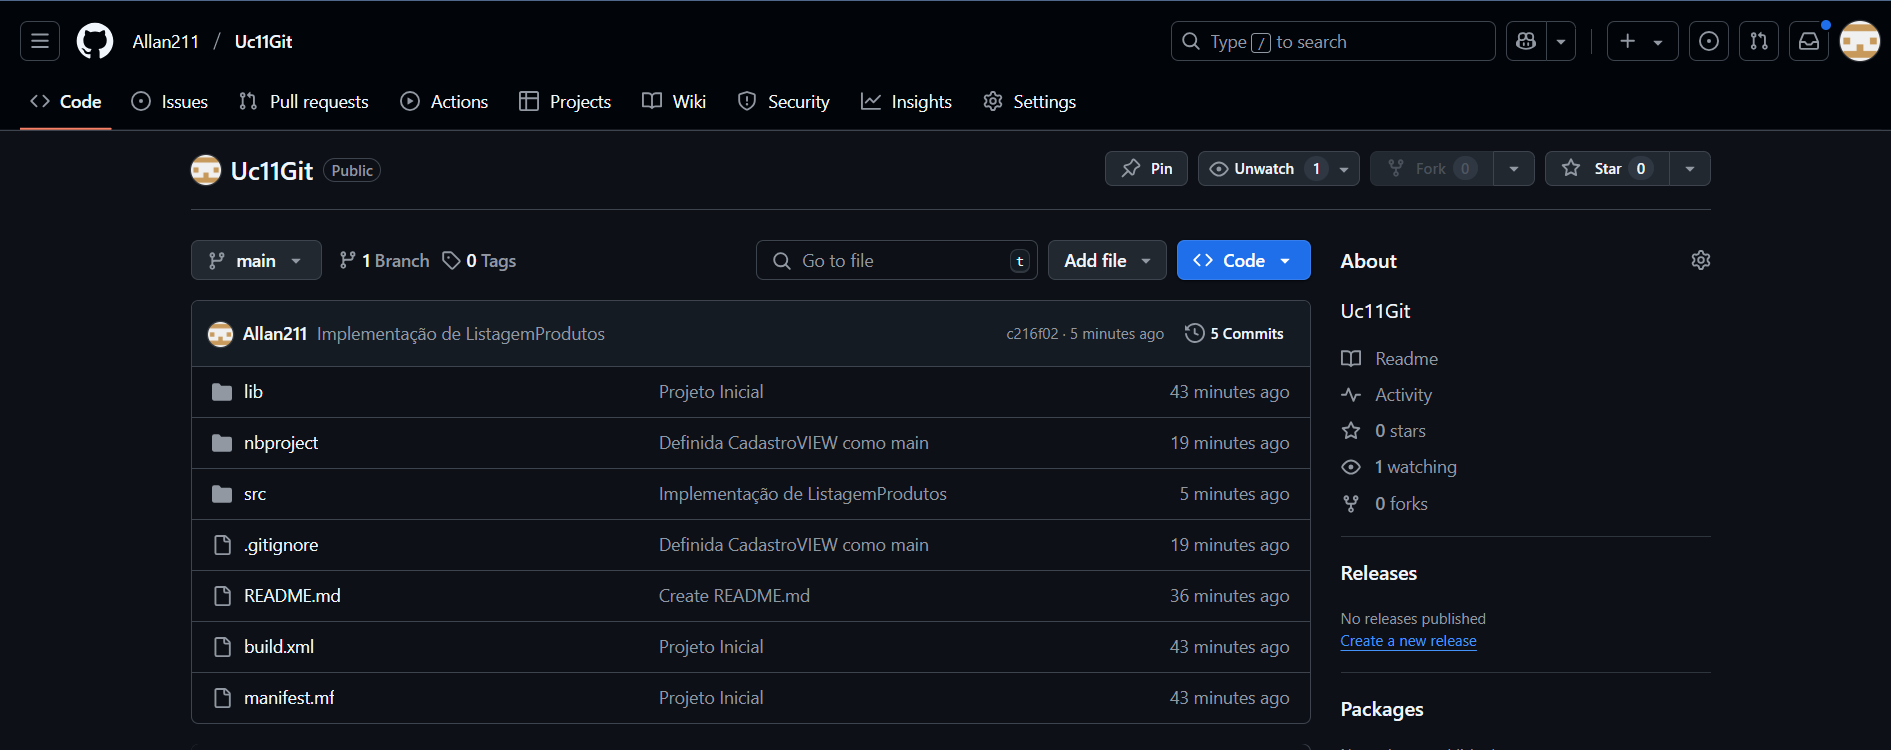 Allan211 / Uc11Git
Type / to search
Code
Issues
Pull requests
Actions
Projects
Wiki
Security
Insights
Settings
Uc11Git Public
Pin
Unwatch 1
Fork 0
Star 0
main
1 Branch
0 Tags
Go to file t
Add file
Code
Allan211 Implementação de ListagemProdutos c216f02 · 5 minutes ago 5 Commits
lib Projeto Inicial 43 minutes ago
nbproject Definida CadastroVIEW como main 19 minutes ago
src Implementação de ListagemProdutos 5 minutes ago
.gitignore Definida CadastroVIEW como main 19 minutes ago
README.md Create README.md 36 minutes ago
build.xml Projeto Inicial 43 minutes ago
manifest.mf Projeto Inicial 43 minutes ago
About
Uc11Git
Readme
Activity
0 stars
1 watching
0 forks
Releases
No releases published
Create a new release
Packages